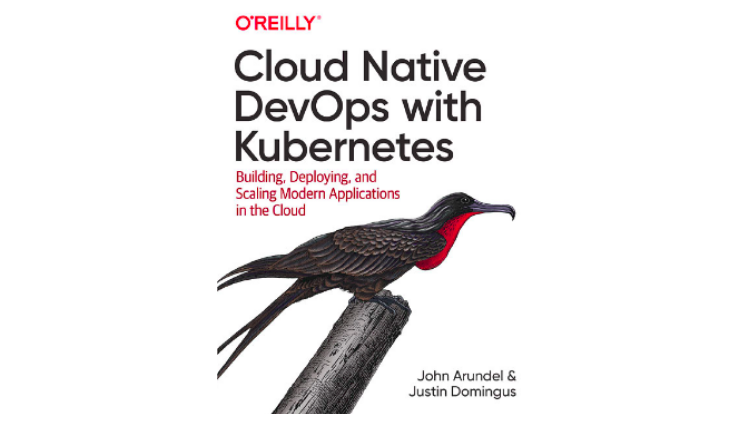 O'REILLY®
Cloud Native
DevOps with
Kubernetes
Building, Deploying, and
Scaling Modern Applications
in the Cloud
John Arundel &
Justin Domingus